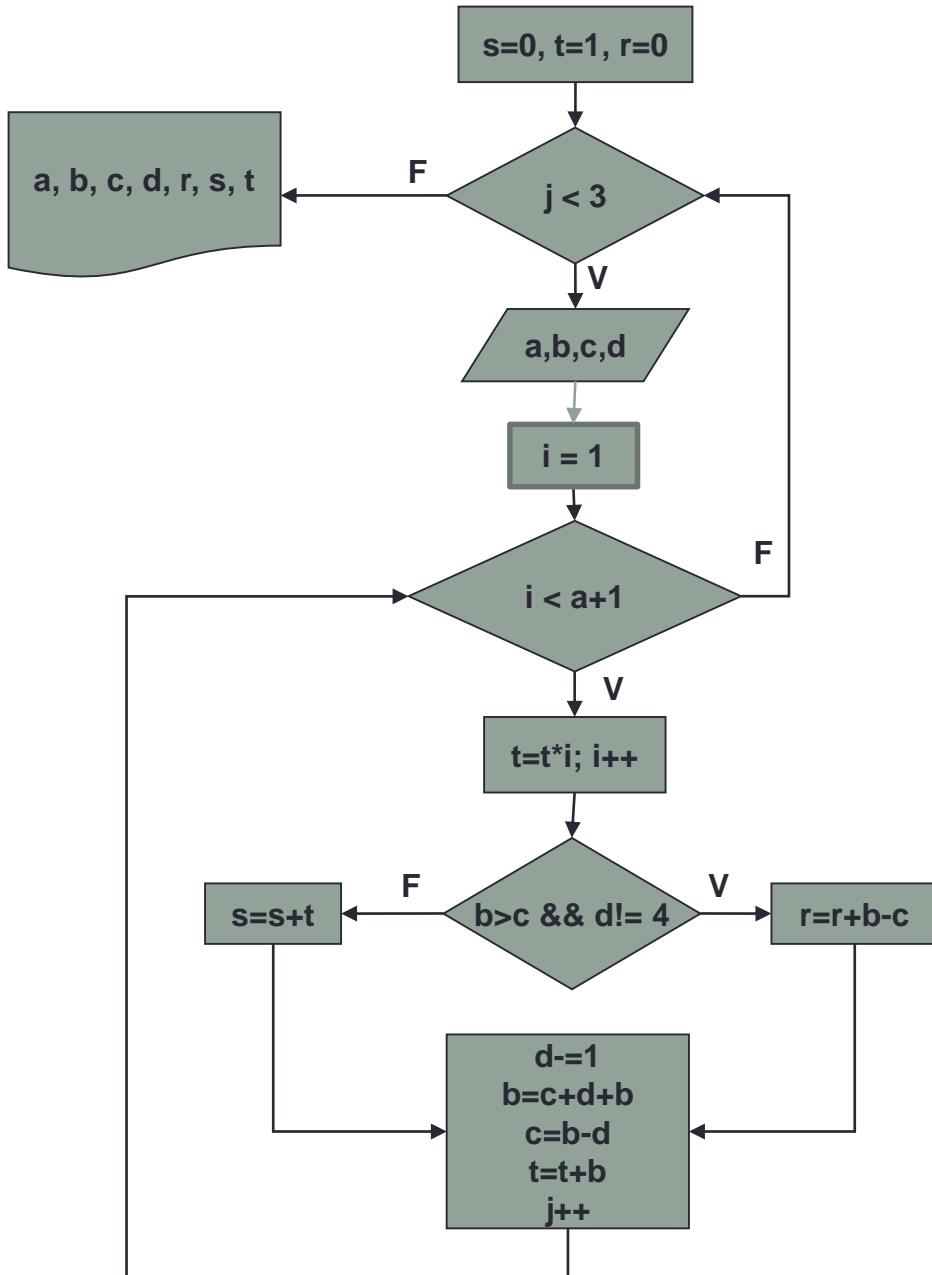 s=0, t=1, r=0
j < 3
F
a, b, c, d, r, s, t
V
a,b,c,d
i = 1
i < a+1
F
V
t=t*i; i++
b>c && d!= 4
F
s=s+t
V
r=r+b-c
d-=1
b=c+d+b
c=b-d
t=t+b
j++